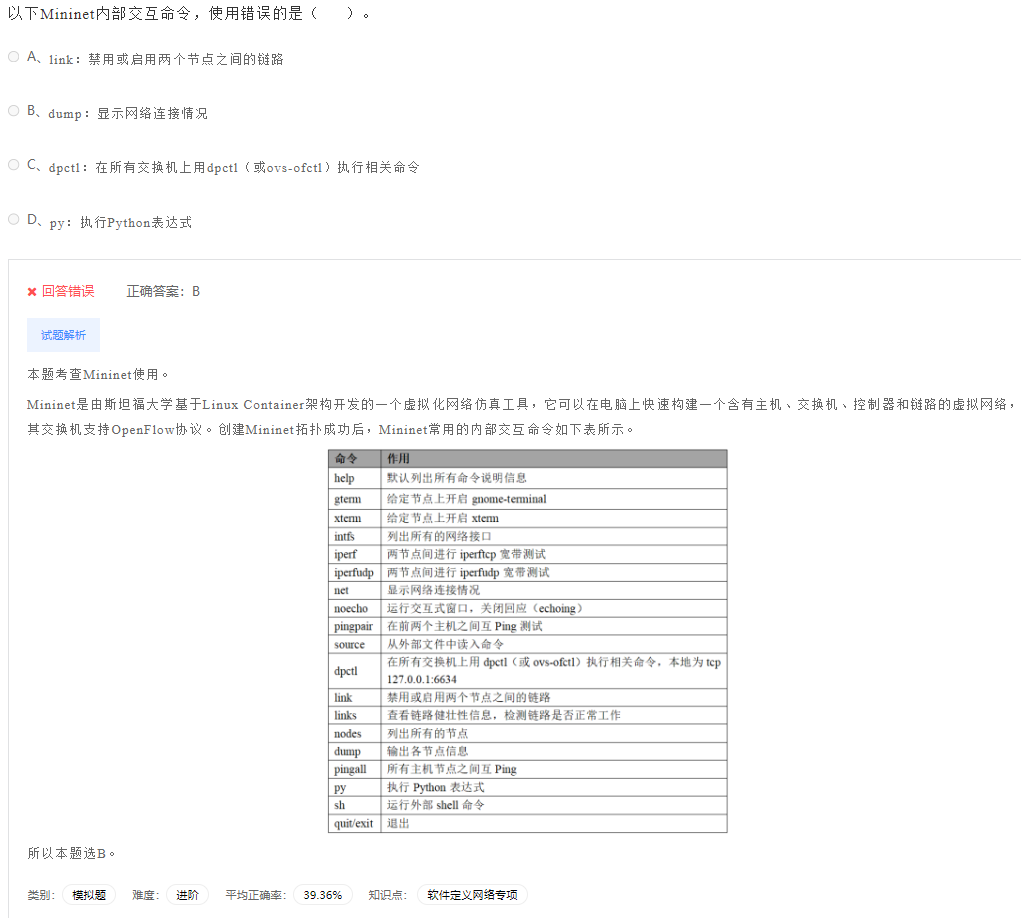 以下Mininet内部交互命令，使用错误的是（　　）。
A、link：禁用或启用两个节点之间的链路
B、dump：显示网络连接情况
C、dpctl：在所有交换机上用dpctl（或ovs-ofctl）执行相关命令
D、py：执行Python表达式
✖ 回答错误　　正确答案：B
试题解析
本题考查Mininet使用。
Mininet是由斯坦福大学基于Linux Container架构开发的一个虚拟化网络仿真工具，它可以在电脑上快速构建一个含有主机、交换机、控制器和链路的虚拟网络，
其交换机支持OpenFlow协议。创建Mininet拓扑成功后，Mininet常用的内部交互命令如下表所示。
命令 作用
help 默认列出所有命令说明信息
gterm 给定节点上开启 gnome-terminal
xterm 给定节点上开启 xterm
intfs 列出所有的网络接口
iperf 两节点间进行 iperftcp 宽带测试
iperfudp 两节点间进行 iperfudp 宽带测试
net 显示网络连接情况
noecho 运行交互式窗口，关闭回应（echoing）
pingpair 在前两个主机之间互 Ping 测试
source 从外部文件中读入命令
dpctl 在所有交换机上用 dpctl（或 ovs-ofctl）执行相关命令，本地为 tcp
127.0.0.1:6634
link 禁用或启用两个节点之间的链路
links 查看链路健壮性信息，检测链路是否正常工作
nodes 列出所有的节点
dump 输出各节点信息
pingall 所有主机节点之间互 Ping
py 执行 Python 表达式
sh 运行外部 shell 命令
quit/exit 退出
所以本题选B。
类别： 模拟题 难度： 进阶 平均正确率： 39.36% 知识点： 软件定义网络专项